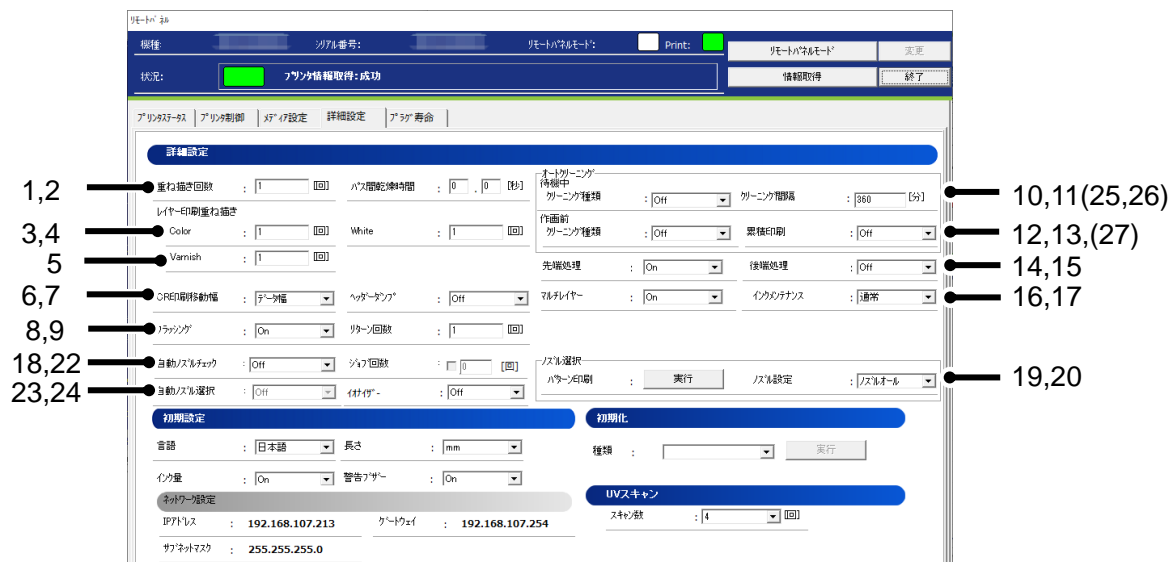 ﾘﾓｰﾄﾊﾟﾈﾙ
機種: ｼﾘｱﾙ番号: ﾘﾓｰﾄﾊﾟﾈﾙﾓｰﾄﾞ: Print: ﾘﾓｰﾄﾊﾟﾈﾙﾓｰﾄﾞ 変更
状況: ﾌﾟﾘﾝﾀ情報取得:成功 情報取得 終了
ﾌﾟﾘﾝﾀｽﾃｰﾀｽ ﾌﾟﾘﾝﾀ制御 ﾒﾃﾞｨｱ設定 詳細設定 ﾌﾟﾗｸﾞ寿命
詳細設定
1,2 重ね描き回数 : 1 [回] ﾊﾟｽ間乾燥時間 : 0 . 0 [秒]
ｵｰﾄｸﾘｰﾆﾝｸﾞ
待機中
ｸﾘｰﾆﾝｸﾞ種類 : Off ｸﾘｰﾆﾝｸﾞ間隔 : 360 [分] 10,11(25,26)
ﾚｲﾔｰ印刷重ね描き
3,4 Color : 1 [回] White : 1 [回]
作画前
ｸﾘｰﾆﾝｸﾞ種類 : Off 累積印刷 : Off 12,13,(27)
5 Varnish : 1 [回]
先端処理 : On 後端処理 : Off 14,15
6,7 CRE印刷移動幅 : ﾃﾞｰﾀ幅 ﾍｯﾀﾞｰﾀﾞﾝﾌﾟ : Off
ﾏﾙﾁﾚｲﾔｰ : On ｲﾝｸﾒﾝﾃﾅﾝｽ : 通常 16,17
8,9 ﾌﾗｯｼﾝｸﾞ : On ﾘﾀｰﾝ回数 : 1 [回]
18,22 自動ﾉｽﾞﾙﾁｪｯｸ : Off ｼﾞｮﾌﾞ回数 : 0 [回]
ﾉｽﾞﾙ選択
ﾊﾟﾀｰﾝ印刷 : 実行 ﾉｽﾞﾙ設定 : ﾉｽﾞﾙｵｰﾙ 19,20
23,24 自動ﾉｽﾞﾙ選択 : Off ｲｵﾅｲｻﾞｰ : Off
初期設定 初期化
言語 : 日本語 長さ : mm
種類 : 実行
ｲﾝｸ量 : On 警告ﾌﾞｻﾞｰ : On
ﾈｯﾄﾜｰｸ設定 UVスキャン
IPｱﾄﾞﾚｽ : 192.168.107.213 ｹﾞｰﾄｳｪｲ : 192.168.107.254
スキャン数 : 4 [回]
ｻﾌﾞﾈｯﾄﾏｽｸ : 255.255.255.0